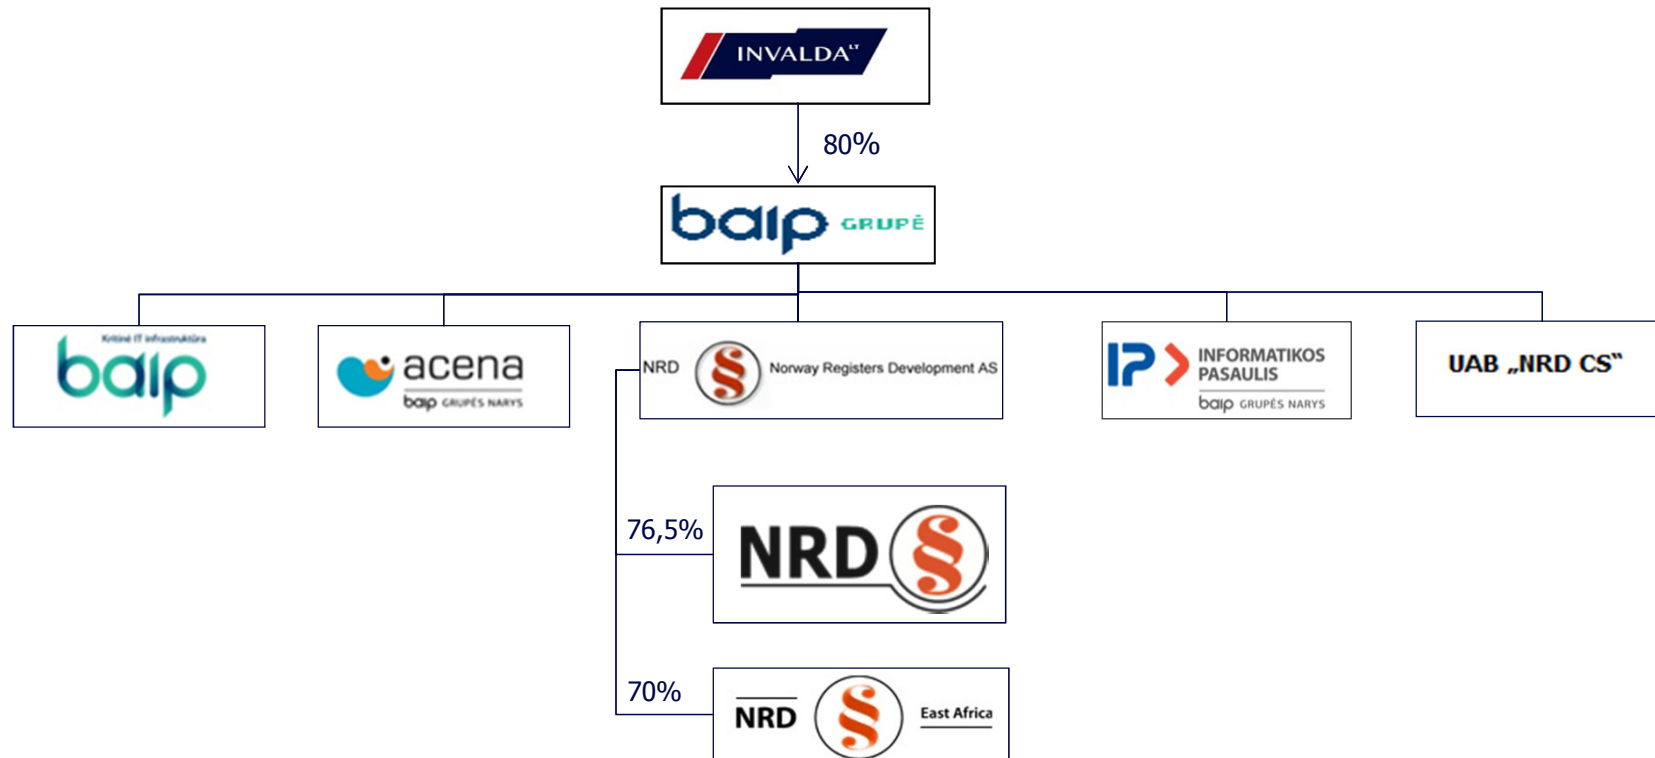 INVALDA LT
80%
baip GRUPĖ
Kritinė IT infrastruktūra
baip
acena
baip GRUPĖS NARYS
NRD § Norway Registers Development AS
INFORMATIKOS
PASAULIS
baip GRUPĖS NARYS
UAB „NRD CS“
76,5%
NRD §
70%
NRD § East Africa